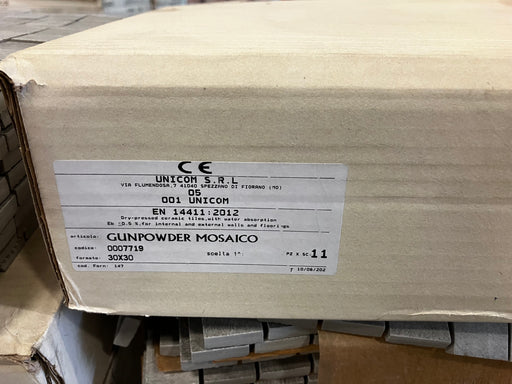 CE
UNICOM S.R.L
VIA FLUMENDOSA,7 41040 SPEZZANO DI FIORANO (MO)
05
001 UNICOM
EN 14411:2012
Dry-pressed ceramic tiles,with water absorption
Eb ≤0.5 %,for internal and external walls and floorings
articolo: GUNPOWDER MOSAICO
codice: 0007719
formato: 30X30 scelta 1^: PZ X SC 11
cod. Forn: 147 10/06/202